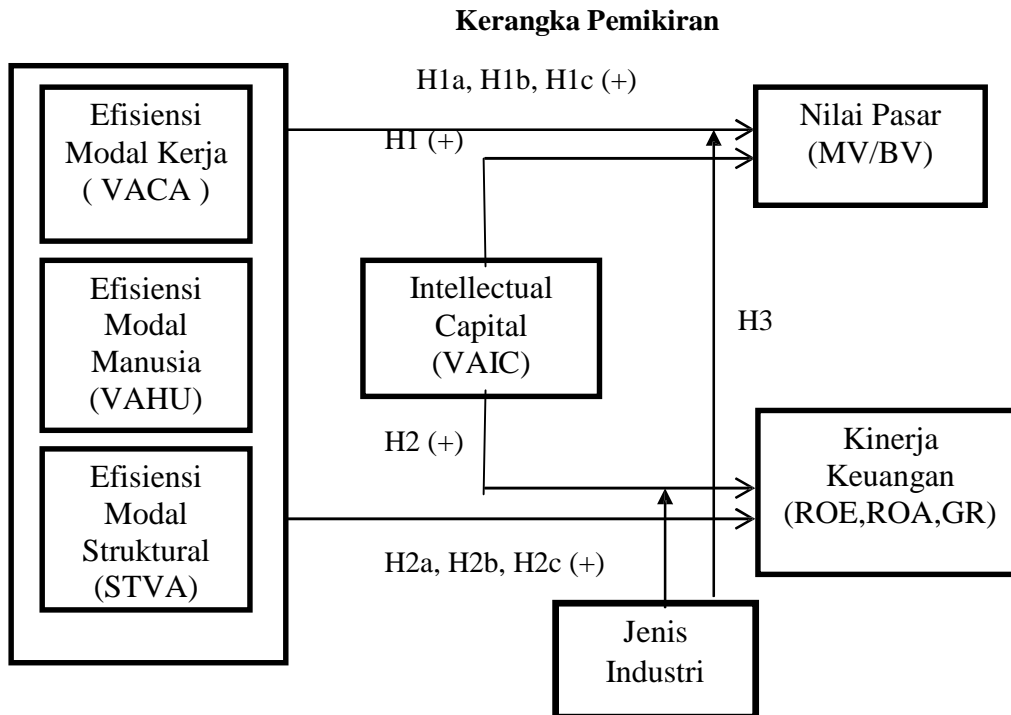 Kerangka Pemikiran
H1a, H1b, H1c (+)
Efisiensi
Modal Kerja
( VACA )
H1 (+)
Nilai Pasar
(MV/BV)
Efisiensi
Modal
Manusia
(VAHU)
Intellectual
Capital
(VAIC)
H3
H2 (+)
Kinerja
Keuangan
(ROE,ROA,GR)
Efisiensi
Modal
Struktural
(STVA)
H2a, H2b, H2c (+)
Jenis
Industri